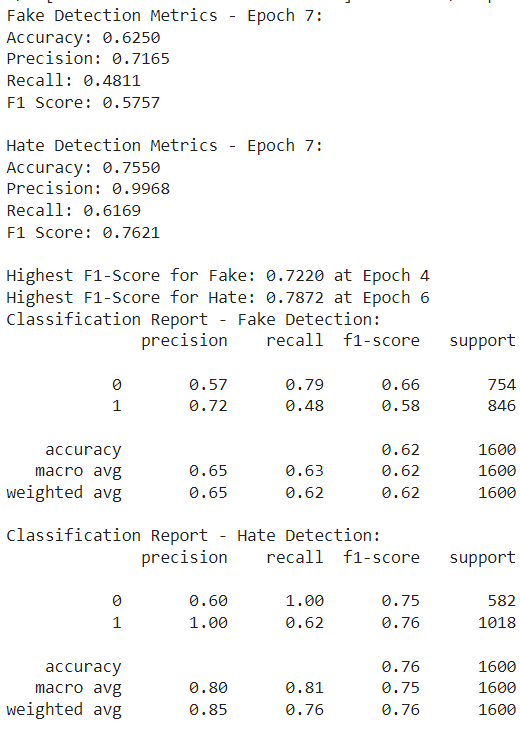 Fake Detection Metrics - Epoch 7:
Accuracy: 0.6250
Precision: 0.7165
Recall: 0.4811
F1 Score: 0.5757
Hate Detection Metrics - Epoch 7:
Accuracy: 0.7550
Precision: 0.9968
Recall: 0.6169
F1 Score: 0.7621
Highest F1-Score for Fake: 0.7220 at Epoch 4
Highest F1-Score for Hate: 0.7872 at Epoch 6
Classification Report - Fake Detection:
precision recall f1-score support
0 0.57 0.79 0.66 754
1 0.72 0.48 0.58 846
accuracy 0.62 1600
macro avg 0.65 0.63 0.62 1600
weighted avg 0.65 0.62 0.62 1600
Classification Report - Hate Detection:
precision recall f1-score support
0 0.60 1.00 0.75 582
1 1.00 0.62 0.76 1018
accuracy 0.76 1600
macro avg 0.80 0.81 0.75 1600
weighted avg 0.85 0.76 0.76 1600